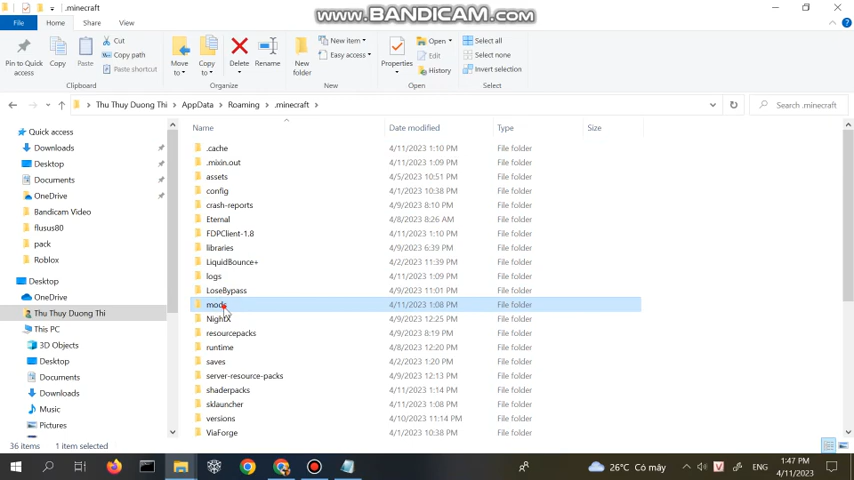 .minecraft
www.BANDICAM.com
File Home Share View
Pin to Quick access
Copy
Paste
Cut
Copy path
Paste shortcut
Clipboard
Move to
Copy to
Delete
Rename
Organize
New folder
New item
Easy access
New
Properties
Open
Edit
History
Open
Select all
Select none
Invert selection
Select
Thu Thuy Duong Thi > AppData > Roaming > .minecraft >
Search .minecraft
Name Date modified Type Size
Quick access
Downloads
Desktop
Documents
OneDrive
Bandicam Video
flusus80
pack
Roblox
Desktop
OneDrive
Thu Thuy Duong Thi
This PC
3D Objects
Desktop
Documents
Downloads
Music
Pictures
.cache 4/11/2023 1:10 PM File folder
.mixin.out 4/11/2023 1:09 PM File folder
assets 4/5/2023 10:51 PM File folder
config 4/1/2023 10:38 PM File folder
crash-reports 4/9/2023 8:10 PM File folder
Eternal 4/8/2023 8:26 AM File folder
FDPClient-1.8 4/11/2023 1:10 PM File folder
libraries 4/9/2023 6:39 PM File folder
LiquidBounce+ 4/2/2023 11:39 PM File folder
logs 4/11/2023 1:09 PM File folder
LoseBypass 4/9/2023 11:01 PM File folder
mods 4/11/2023 1:08 PM File folder
NightX 4/9/2023 12:25 PM File folder
resourcepacks 4/9/2023 8:19 PM File folder
runtime 4/8/2023 12:20 PM File folder
saves 4/2/2023 1:20 PM File folder
server-resource-packs 4/9/2023 12:13 PM File folder
shaderpacks 4/11/2023 1:14 PM File folder
sklauncher 4/11/2023 1:08 PM File folder
versions 4/10/2023 11:14 PM File folder
ViaForge 4/1/2023 10:38 PM File folder
36 items 1 item selected
26°C Có mây
ENG
1:47 PM
4/11/2023